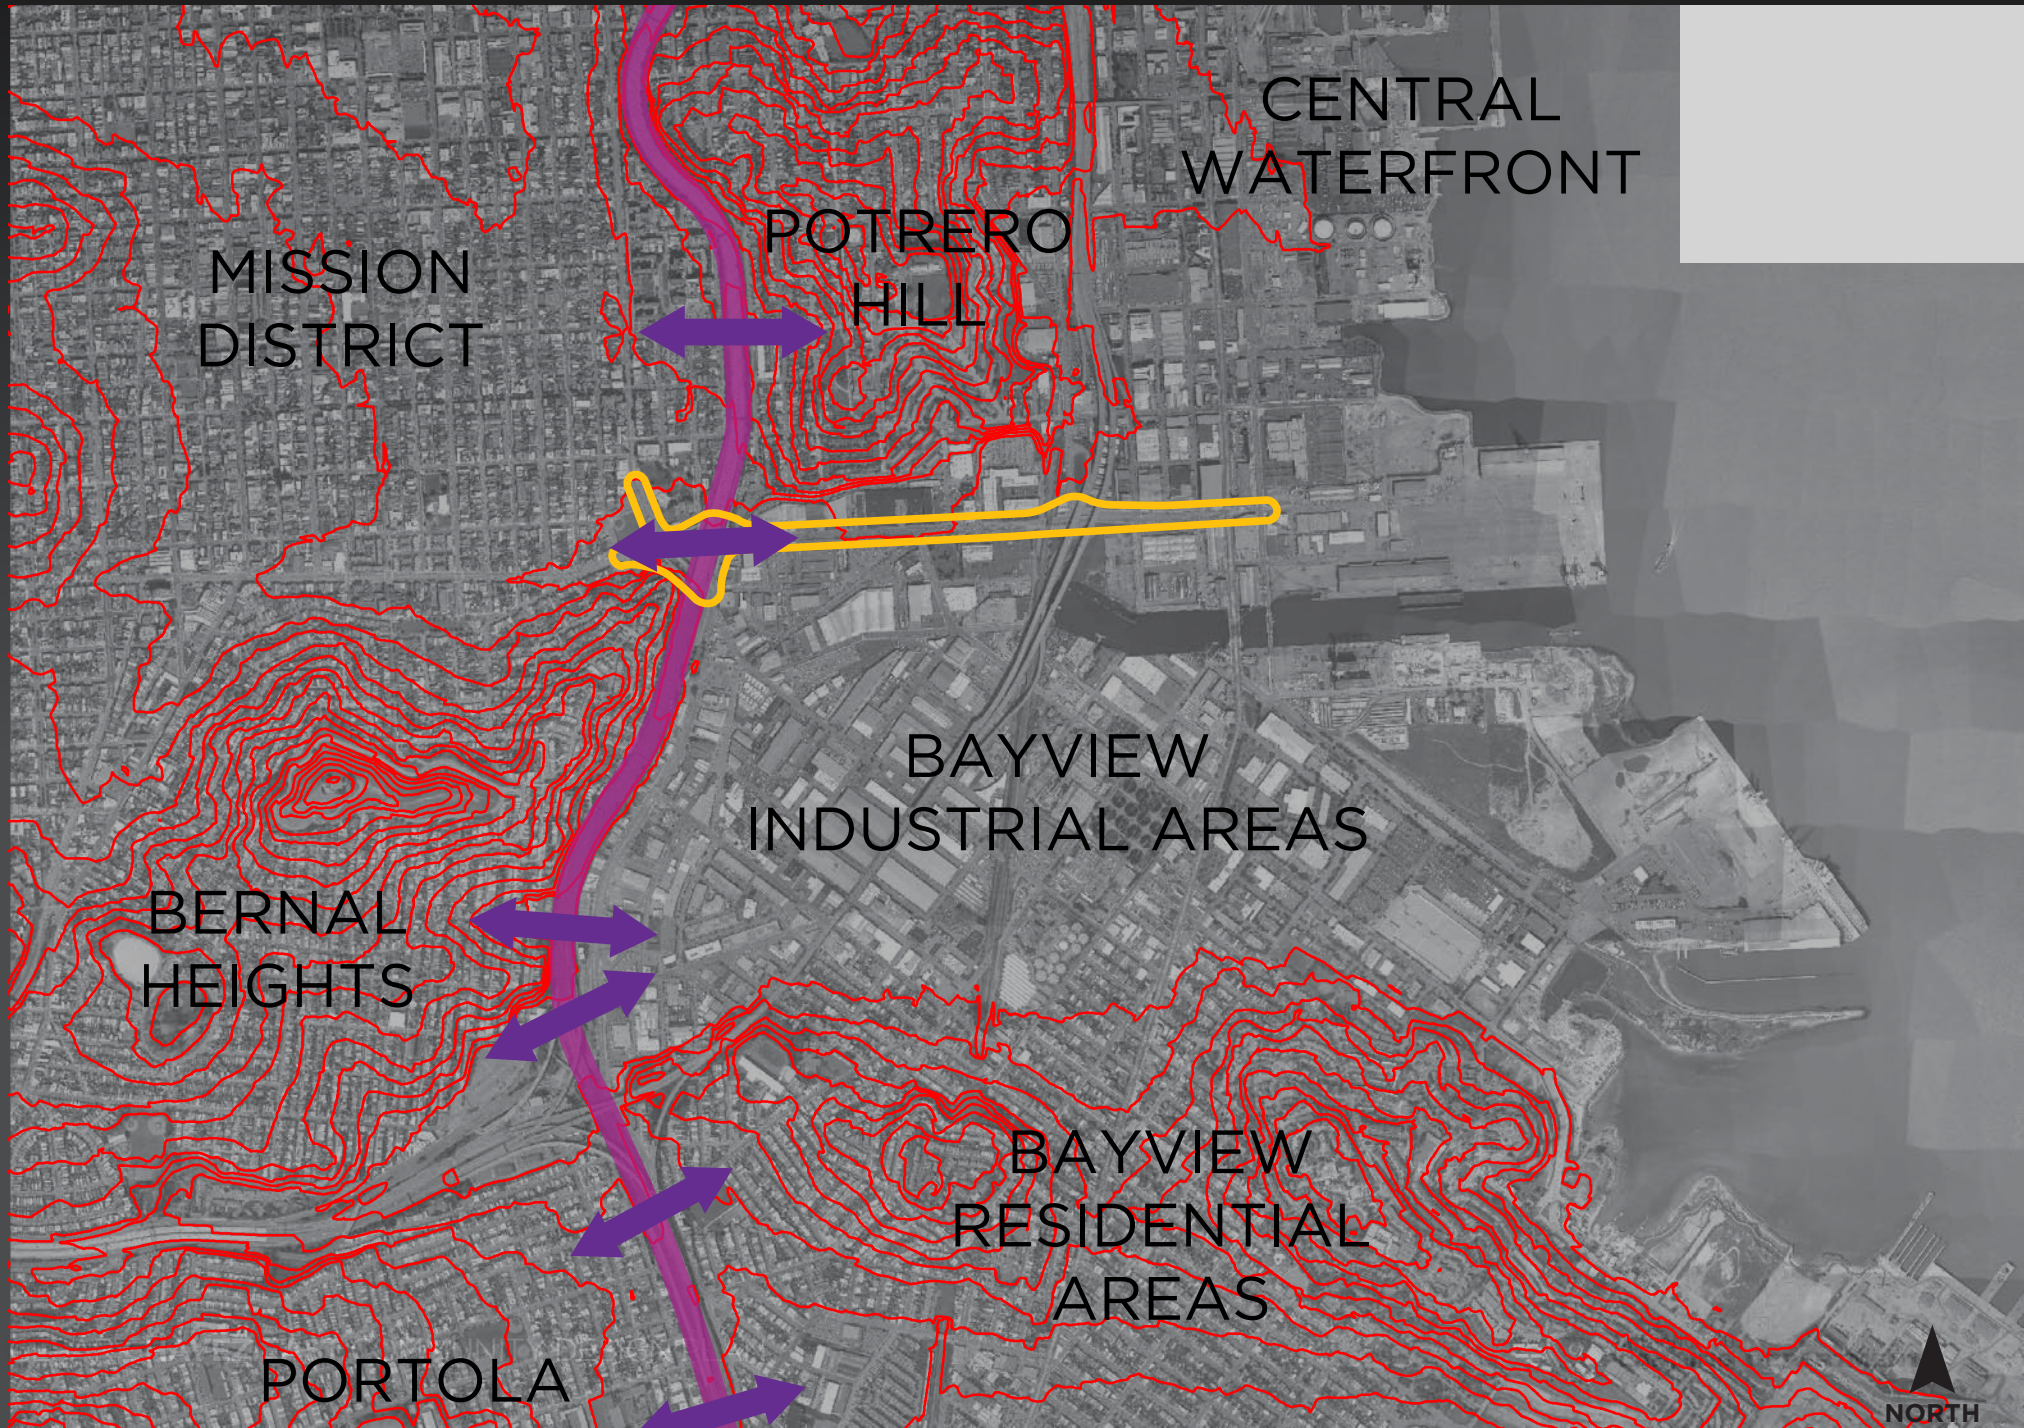 CENTRAL
WATERFRONT
POTRERO
HILL
MISSION
DISTRICT
BAYVIEW
INDUSTRIAL AREAS
BERNAL
HEIGHTS
BAYVIEW
RESIDENTIAL
AREAS
PORTOLA
NORTH